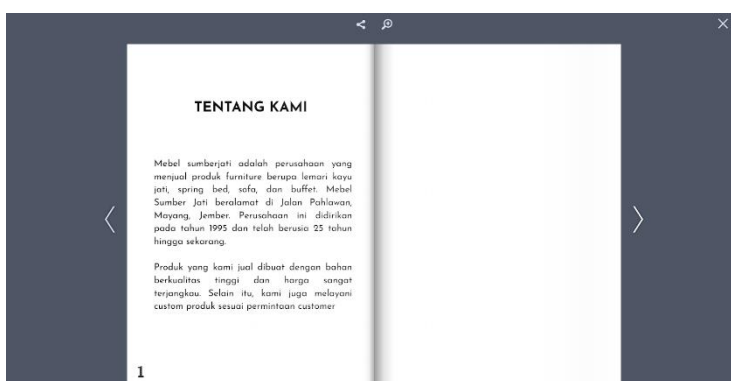 TENTANG KAMI
Mebel sumberjati adalah perusahaan yang
menjual produk furniture berupa lemari kayu
jati, spring bed, sofa, dan buffet. Mebel
Sumber Jati beralamat di Jalan Pahlawan,
Mayang, Jember. Perusahaan ini didirikan
pada tahun 1995 dan telah berusia 25 tahun
hingga sekarang.
Produk yang kami jual dibuat dengan bahan
berkualitas tinggi dan harga sangat
terjangkau. Selain itu, kami juga melayani
custom produk sesuai permintaan customer
1